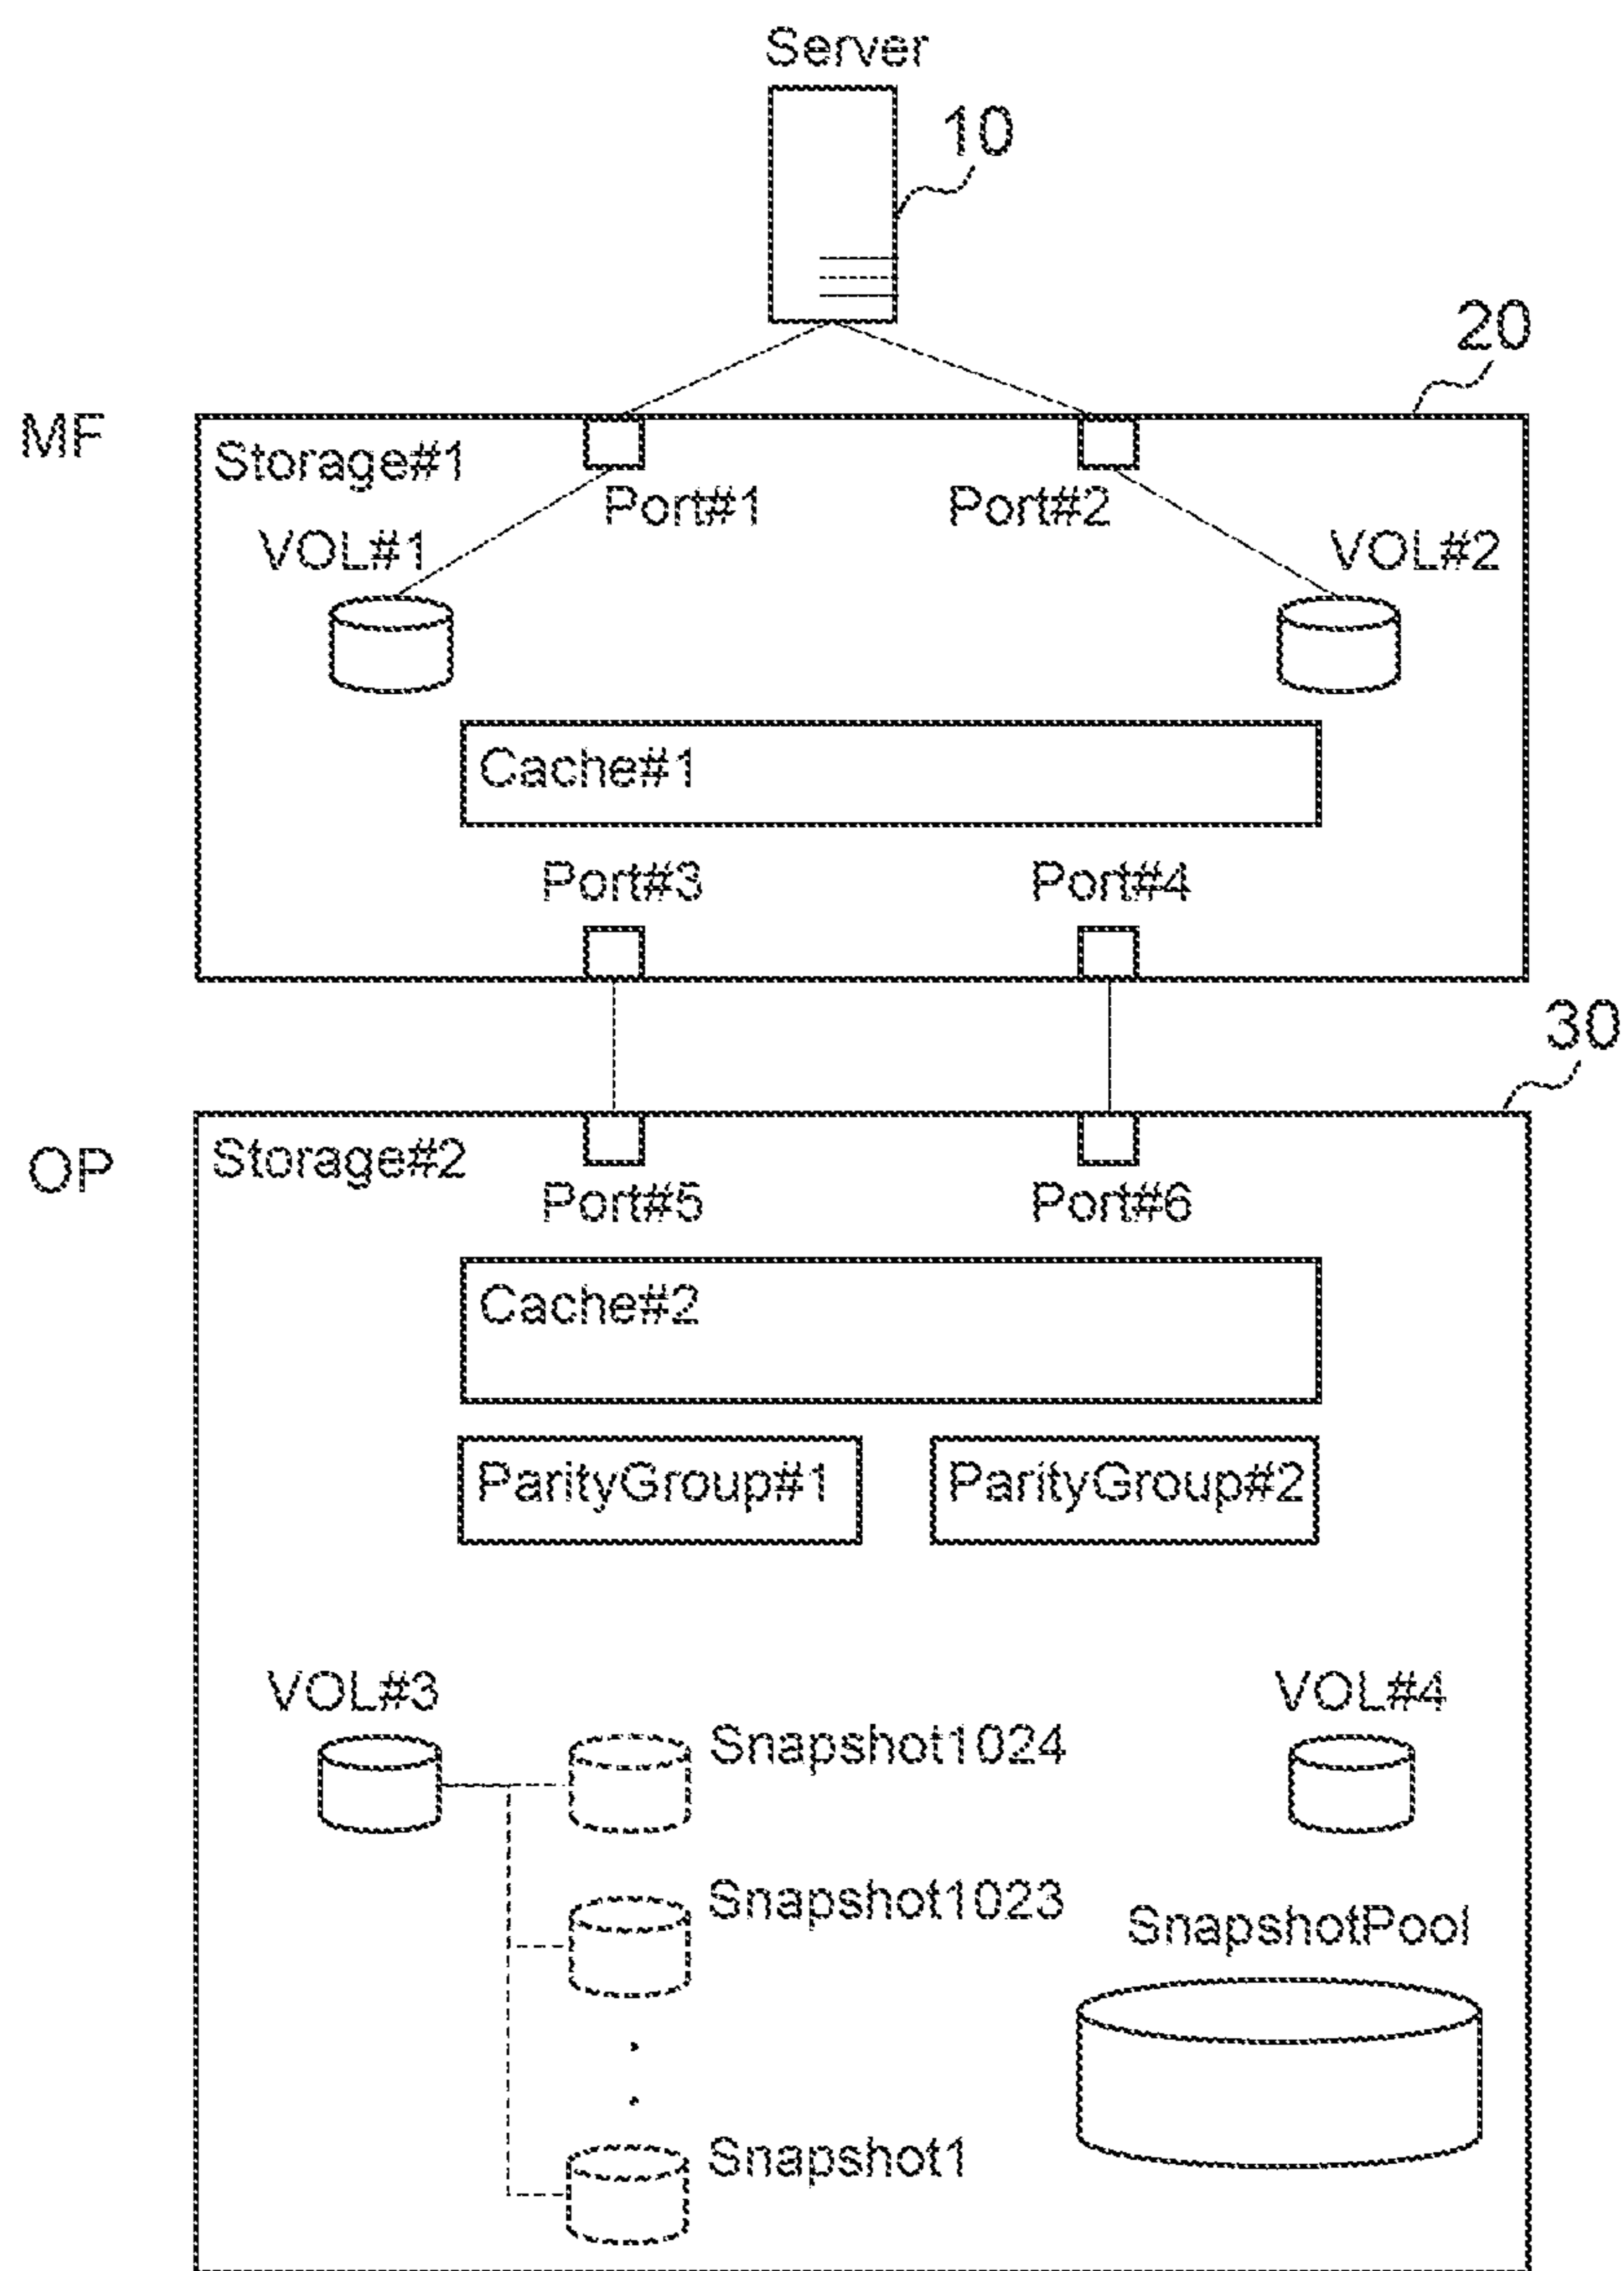 Server
10
20
MF
Storage#1
Port#1
Port#2
VOL#1
VOL#2
Cache#1
Port#3
Port#4
30
OP
Storage#2
Port#5
Port#6
Cache#2
ParityGroup#1
ParityGroup#2
VOL#3
VOL#4
Snapshot1024
Snapshot1023
SnapshotPool
Snapshot1